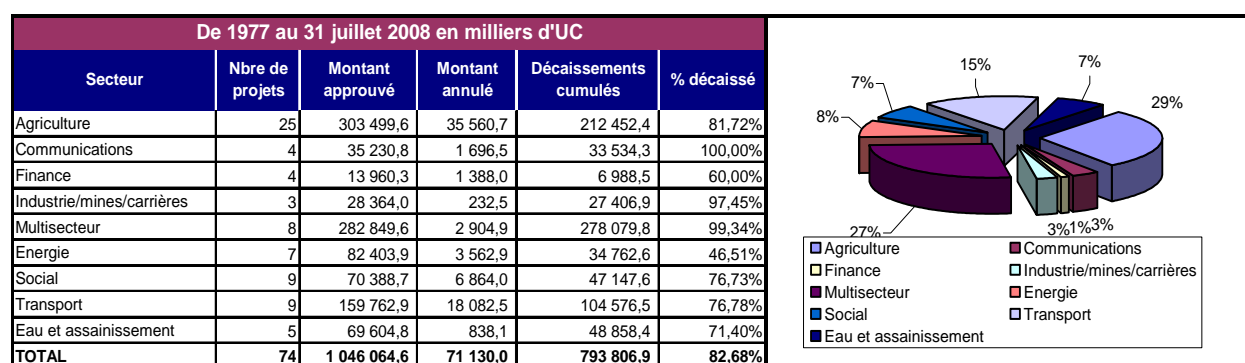 De 1977 au 31 juillet 2008 en milliers d'UC
Secteur Nbre de projets Montant approuvé Montant annulé Décaissements cumulés % décaissé
Agriculture 25 303 499,6 35 560,7 212 452,4 81,72%
Communications 4 35 230,8 1 696,5 33 534,3 100,00%
Finance 4 13 960,3 1 388,0 6 988,5 60,00%
Industrie/mines/carrières 3 28 364,0 232,5 27 406,9 97,45%
Multisecteur 8 282 849,6 2 904,9 278 079,8 99,34%
Energie 7 82 403,9 3 562,9 34 762,6 46,51%
Social 9 70 388,7 6 864,0 47 147,6 76,73%
Transport 9 159 762,9 18 082,5 104 576,5 76,78%
Eau et assainissement 5 69 604,8 838,1 48 858,4 71,40%
TOTAL 74 1 046 064,6 71 130,0 793 806,9 82,68%
15% 7%
7% 29%
8%
27% 3% 1% 3%
Agriculture Communications
Finance Industrie/mines/carrières
Multisecteur Energie
Social Transport
Eau et assainissement